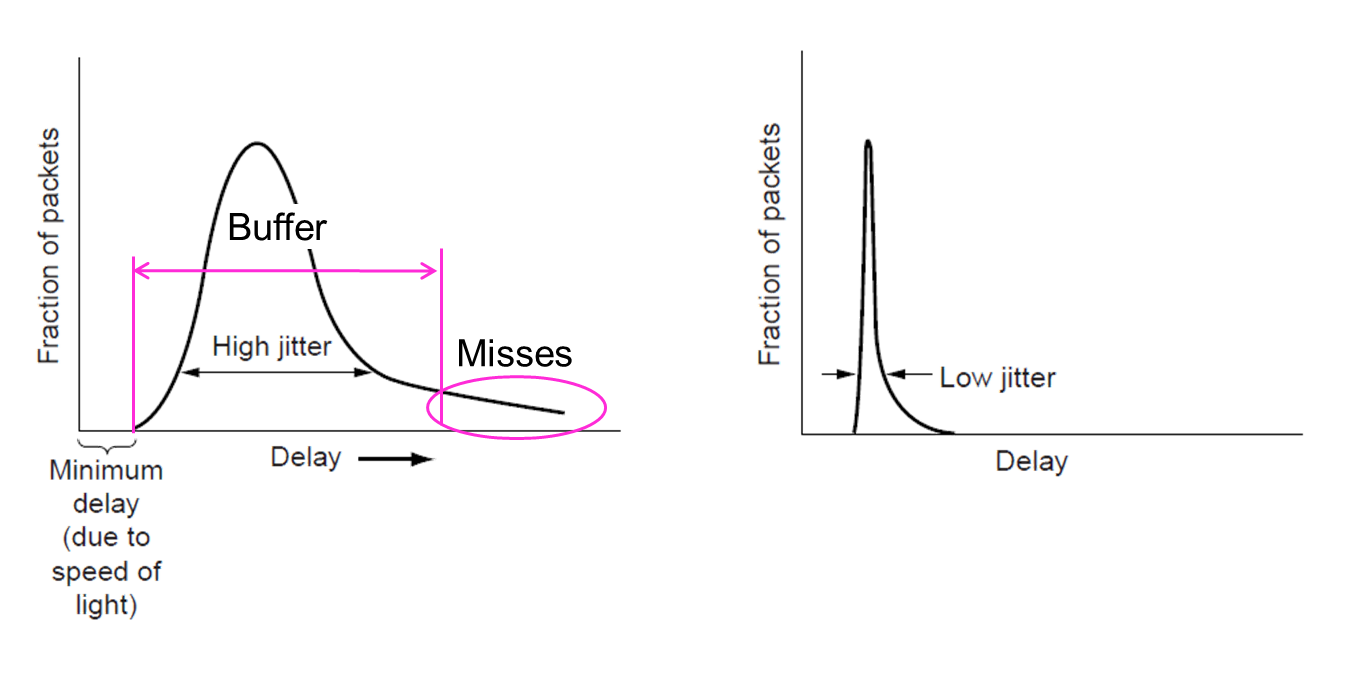 Fraction of packets
Buffer
High jitter
Misses
Delay
Minimum
delay
(due to
speed of
light)
Fraction of packets
Low jitter
Delay